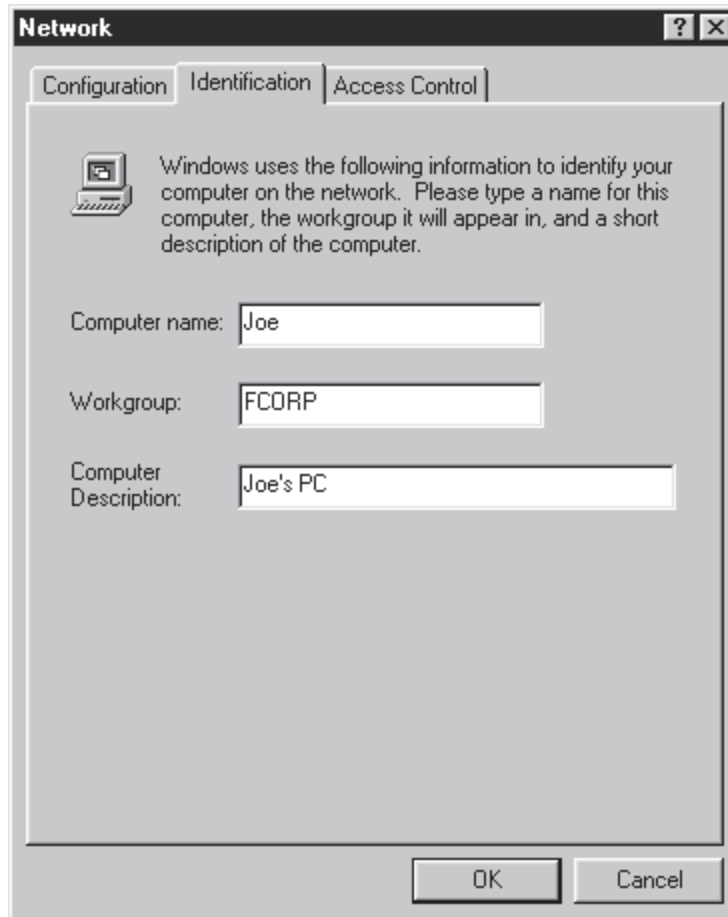 Network
Configuration Identification Access Control
Windows uses the following information to identify your
computer on the network. Please type a name for this
computer, the workgroup it will appear in, and a short
description of the computer.
Computer name: Joe
Workgroup: FCORP
Computer
Description: Joe's PC
OK Cancel